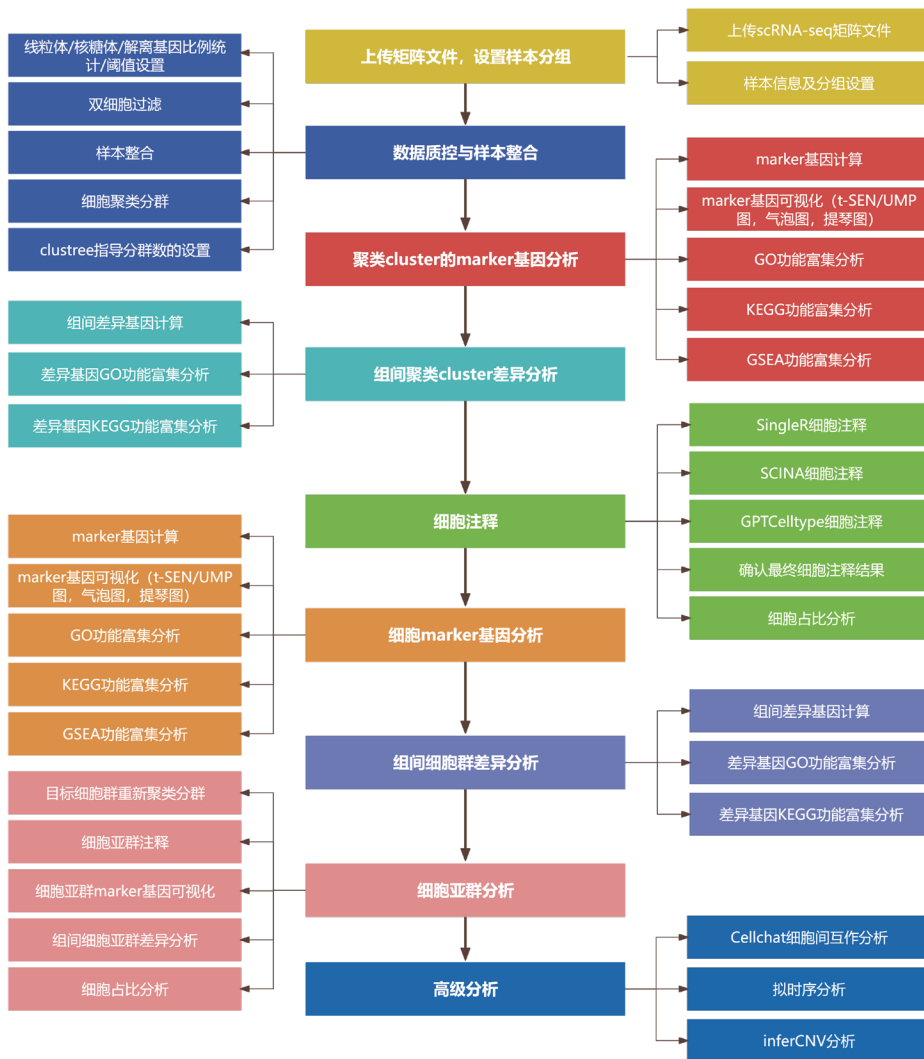 上传矩阵文件，设置样本分组
上传scRNA-seq矩阵文件
样本信息及分组设置
线粒体/核糖体/解离基因比例统
计/阈值设置
双细胞过滤
样本整合
细胞聚类分群
clustree指导分群数的设置
数据质控与样本整合
聚类cluster的marker基因分析
marker基因计算
marker基因可视化（t-SEN/UMP
图，气泡图，提琴图）
GO功能富集分析
KEGG功能富集分析
GSEA功能富集分析
组间差异基因计算
差异基因GO功能富集分析
差异基因KEGG功能富集分析
组间聚类cluster差异分析
细胞注释
SingleR细胞注释
SCINA细胞注释
GPTCelltype细胞注释
确认最终细胞注释结果
细胞占比分析
marker基因计算
marker基因可视化（t-SEN/UMP
图，气泡图，提琴图）
GO功能富集分析
KEGG功能富集分析
GSEA功能富集分析
细胞marker基因分析
组间细胞群差异分析
组间差异基因计算
差异基因GO功能富集分析
差异基因KEGG功能富集分析
目标细胞群重新聚类分群
细胞亚群注释
细胞亚群marker基因可视化
组间细胞亚群差异分析
细胞占比分析
细胞亚群分析
高级分析
Cellchat细胞间互作分析
拟时序分析
inferCNV分析